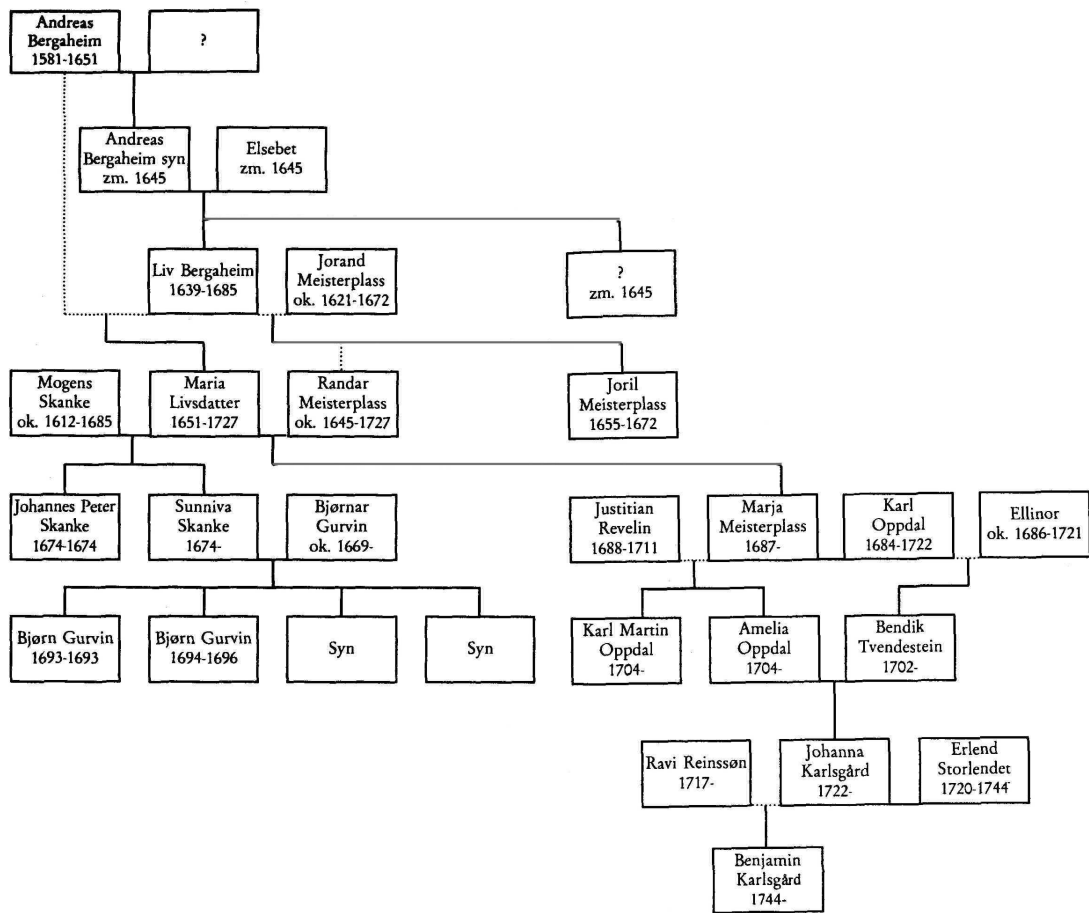 Andreas
Bergaheim
1581-1651
?
Andreas
Bergaheim syn
zm. 1645
Elsebet
zm. 1645
Liv Bergaheim
1639-1685
Jorand
Meisterplass
ok. 1621-1672
?
zm. 1645
Mogens
Skanke
ok. 1612-1685
Maria
Livsdatter
1651-1727
Randar
Meisterplass
ok. 1645-1727
Joril
Meisterplass
1655-1672
Johannes Peter
Skanke
1674-1674
Sunniva
Skanke
1674-
Bjørnar
Gurvin
ok. 1669-
Justitian
Revelin
1688-1711
Marja
Meisterplass
1687-
Karl
Oppdal
1684-1722
Ellinor
ok. 1686-1721
Bjørn Gurvin
1693-1693
Bjørn Gurvin
1694-1696
Syn
Syn
Karl Martin
Oppdal
1704-
Amelia
Oppdal
1704-
Bendik
Tvendestein
1702-
Ravi Reinssøn
1717-
Johanna
Karlsgård
1722-
Erlend
Storlendet
1720-1744
Benjamin
Karlsgård
1744-